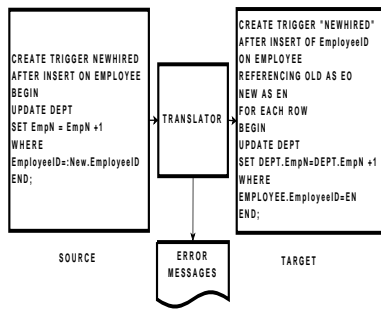 CREATE TRIGGER NEWHIRED
AFTER INSERT ON EMPLOYEE
BEGIN
UPDATE DEPT
SET EmpN = EmpN +1
WHERE
EmployeeID=:New.EmployeeID
END;
SOURCE
TRANSLATOR
ERROR
MESSAGES
CREATE TRIGGER "NEWHIRED"
AFTER INSERT OF EmployeeID
ON EMPLOYEE
REFERENCING OLD AS EO
NEW AS EN
FOR EACH ROW
BEGIN
UPDATE DEPT
SET DEPT.EmpN=DEPT.EmpN +1
WHERE
EMPLOYEE.EmployeeID=EN
END;
TARGET